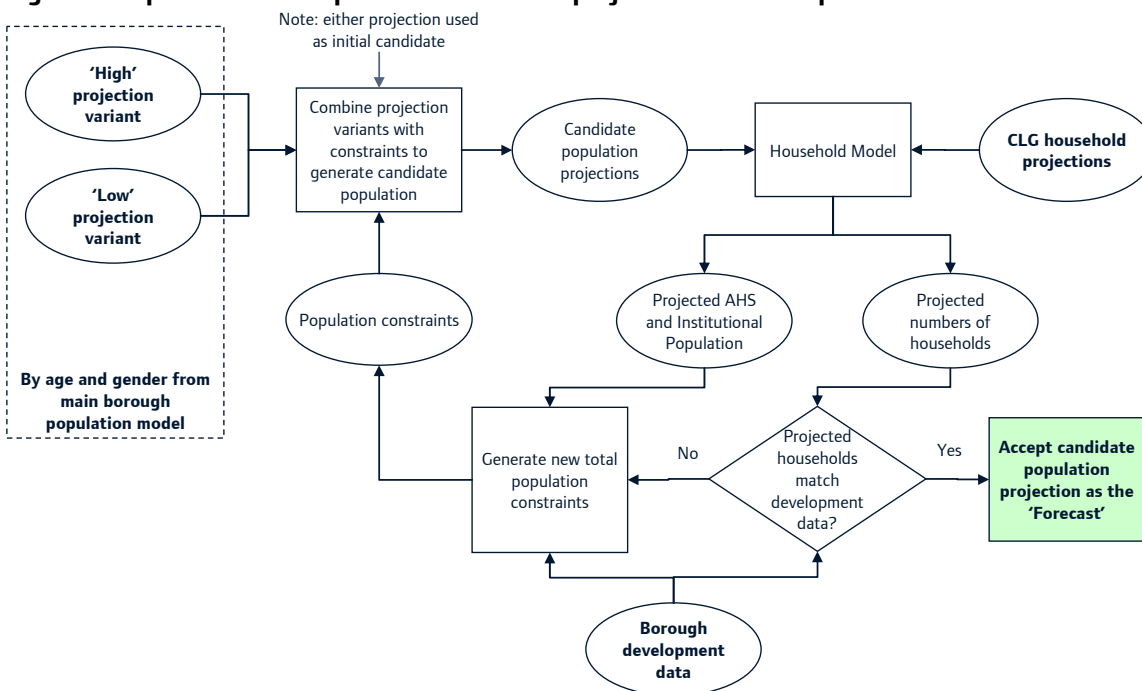 Note: either projection used
as initial candidate
‘High’
projection
variant
‘Low’
projection
variant
By age and gender from
main borough
population model
Combine projection
variants with
constraints to
generate candidate
population
Candidate
population
projections
Household Model
CLG household
projections
Population constraints
Projected AHS
and Institutional
Population
Projected
numbers of
households
Generate new total
population
constraints
No
Projected
households
match
development
data?
Yes
Accept candidate
population
projection as the
‘Forecast’
Borough
development
data